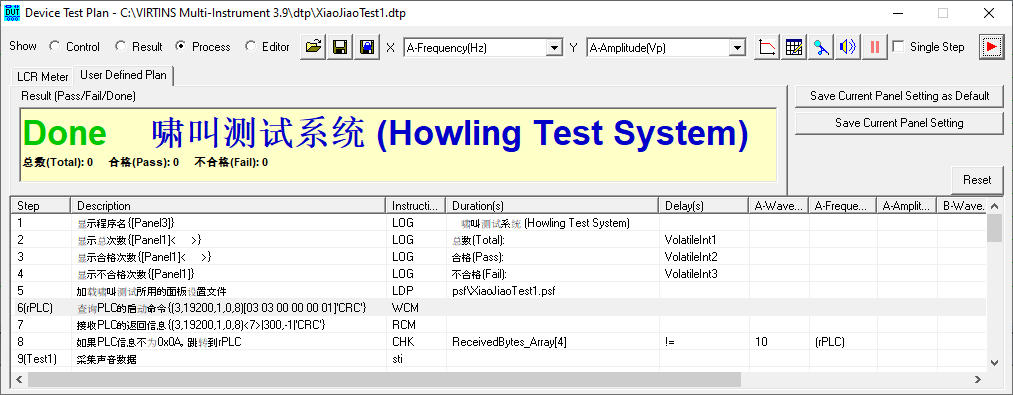 DUT Device Test Plan - C:\VIRTINS Multi-Instrument 3.9\dtp\XiaoJiaoTest1.dtp
Show Control Result Process Editor X A-Frequency(Hz) Y A-Amplitude(Vp) Single Step
LCR Meter User Defined Plan
Result (Pass/Fail/Done)
Save Current Panel Setting as Default
Save Current Panel Setting
Reset
Done 啸叫测试系统 (Howling Test System)
总数(Total): 0 合格(Pass): 0 不合格(Fail): 0
Step Description Instructi... Duration(s) Delay(s) A-Wave... A-Freque... A-Amplit... B-Wave...
1 显示程序名{[Panel3]} LOG 啸叫测试系统 (Howling Test System)
2 显示总次数{[Panel1]< >} LOG 总数(Total): VolatileInt1
3 显示合格次数{[Panel1]< >} LOG 合格(Pass): VolatileInt2
4 显示不合格次数{[Panel1]} LOG 不合格(Fail): VolatileInt3
5 加载啸叫测试所用的面板设置文件 LDP psf\XiaoJiaoTest1.psf
6(rPLC) 查询PLC的启动命令{(3,19200,1,0,8)[03 03 00 00 00 01]'CRC'} WCM
7 接收PLC的返回信息{(3,19200,1,0,8)<7>|300,-1|'CRC'} RCM
8 如果PLC信息不为0x0A, 跳转到rPLC CHK ReceivedBytes_Array[4] != 10 (rPLC)
9(Test1) 采集声音数据 sti